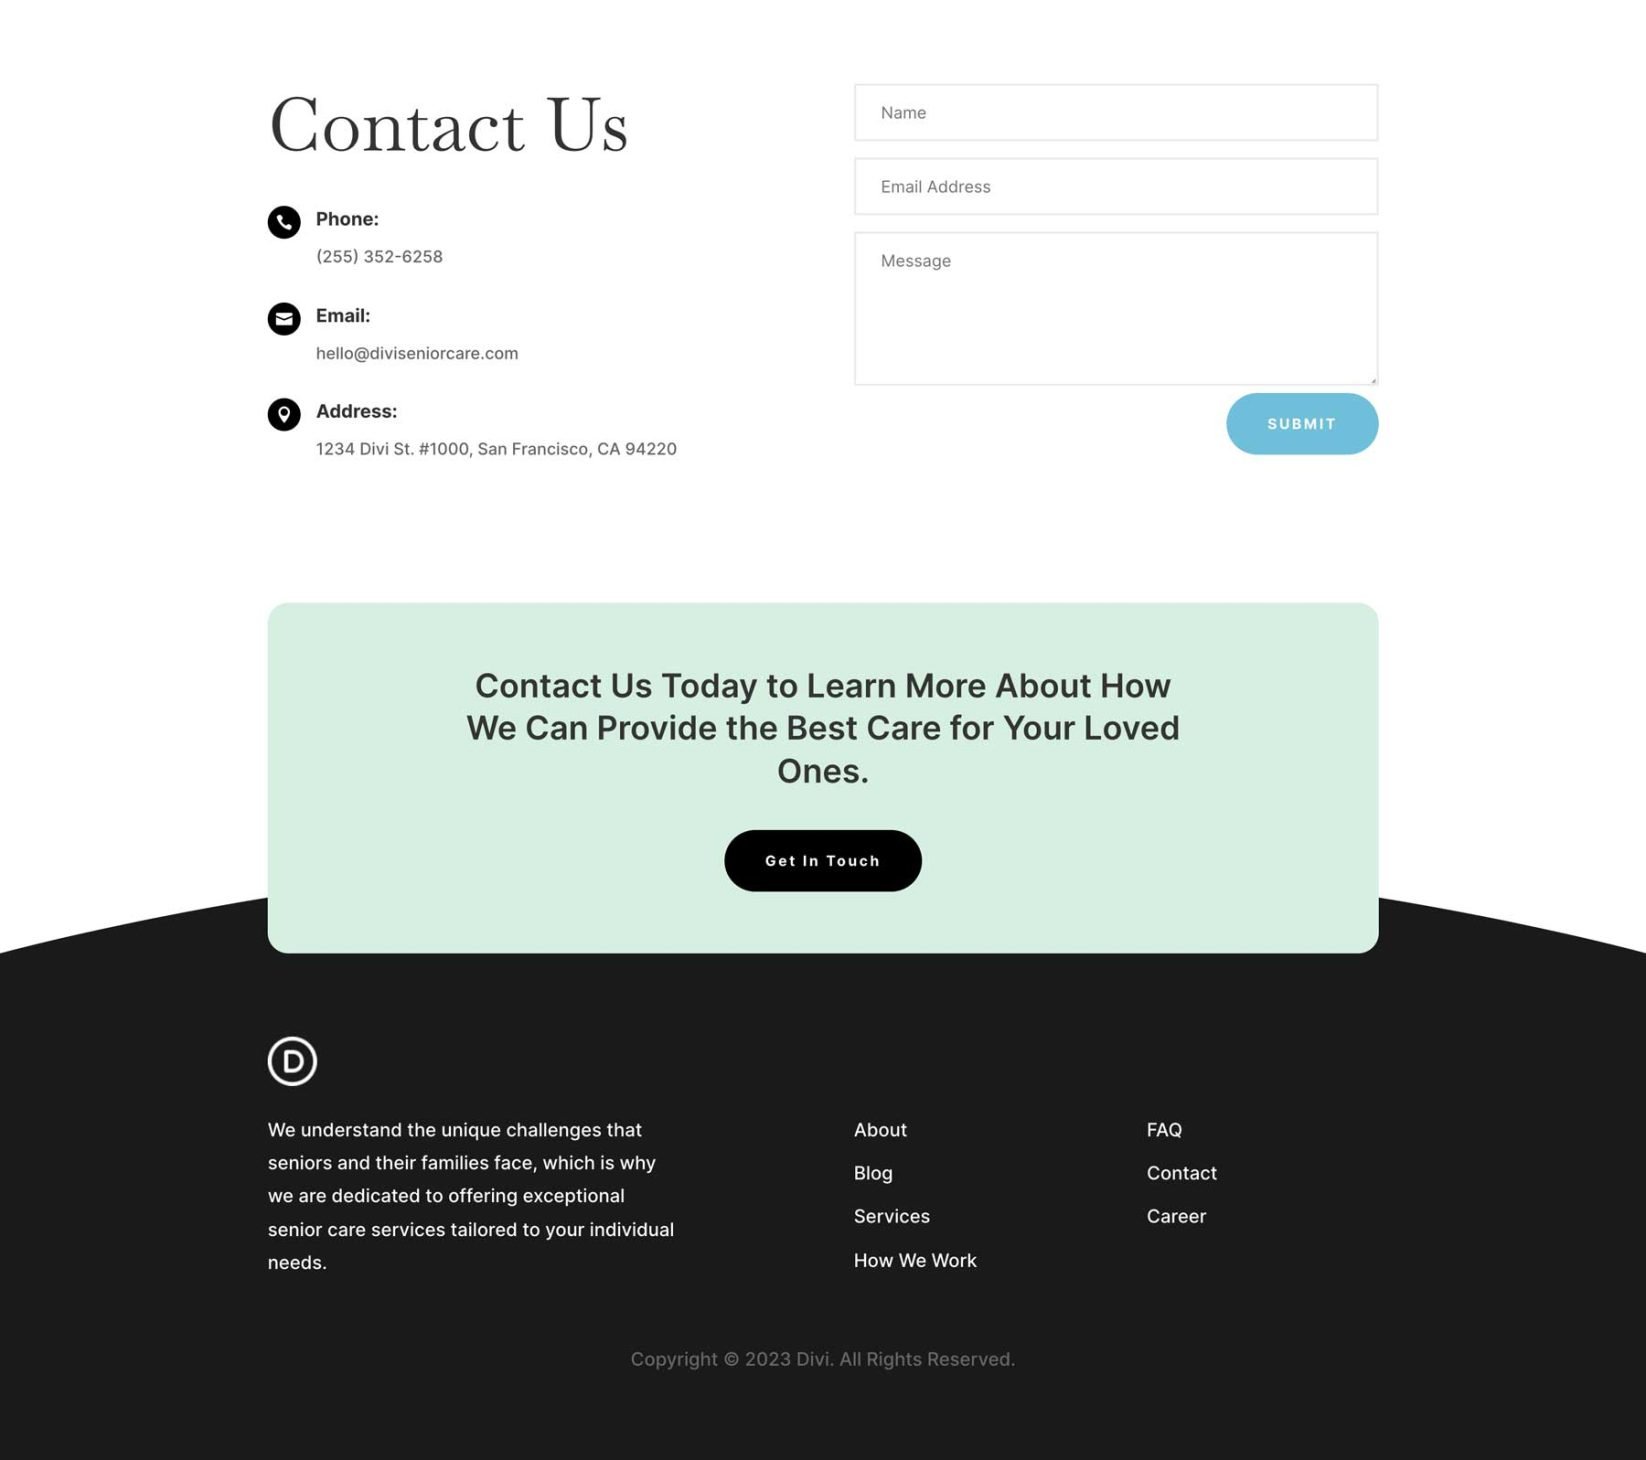 Contact Us
Phone:
(255) 352-6258
Email:
hello@diviseniorcare.com
Address:
1234 Divi St. #1000, San Francisco, CA 94220
Name
Email Address
Message
SUBMIT
Contact Us Today to Learn More About How
We Can Provide the Best Care for Your Loved
Ones.
Get In Touch
D
We understand the unique challenges that
seniors and their families face, which is why
we are dedicated to offering exceptional
senior care services tailored to your individual
needs.
About
Blog
Services
How We Work
FAQ
Contact
Career
Copyright © 2023 Divi. All Rights Reserved.